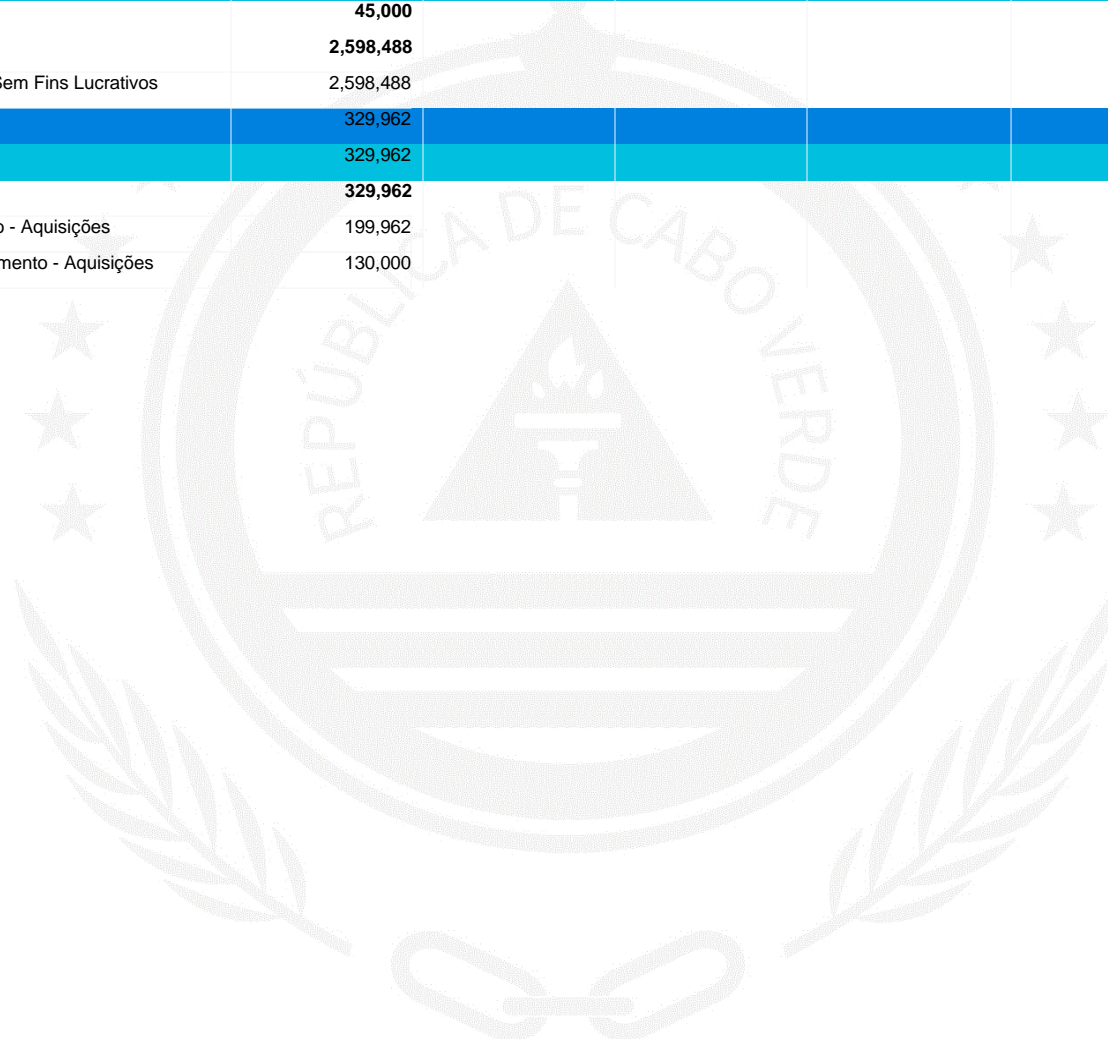 45,000
2,598,488
Sem Fins Lucrativos 2,598,488
329,962
329,962
329,962
o - Aquisições 199,962
mento - Aquisições 130,000
REPÚBLICA DE CABO VERDE